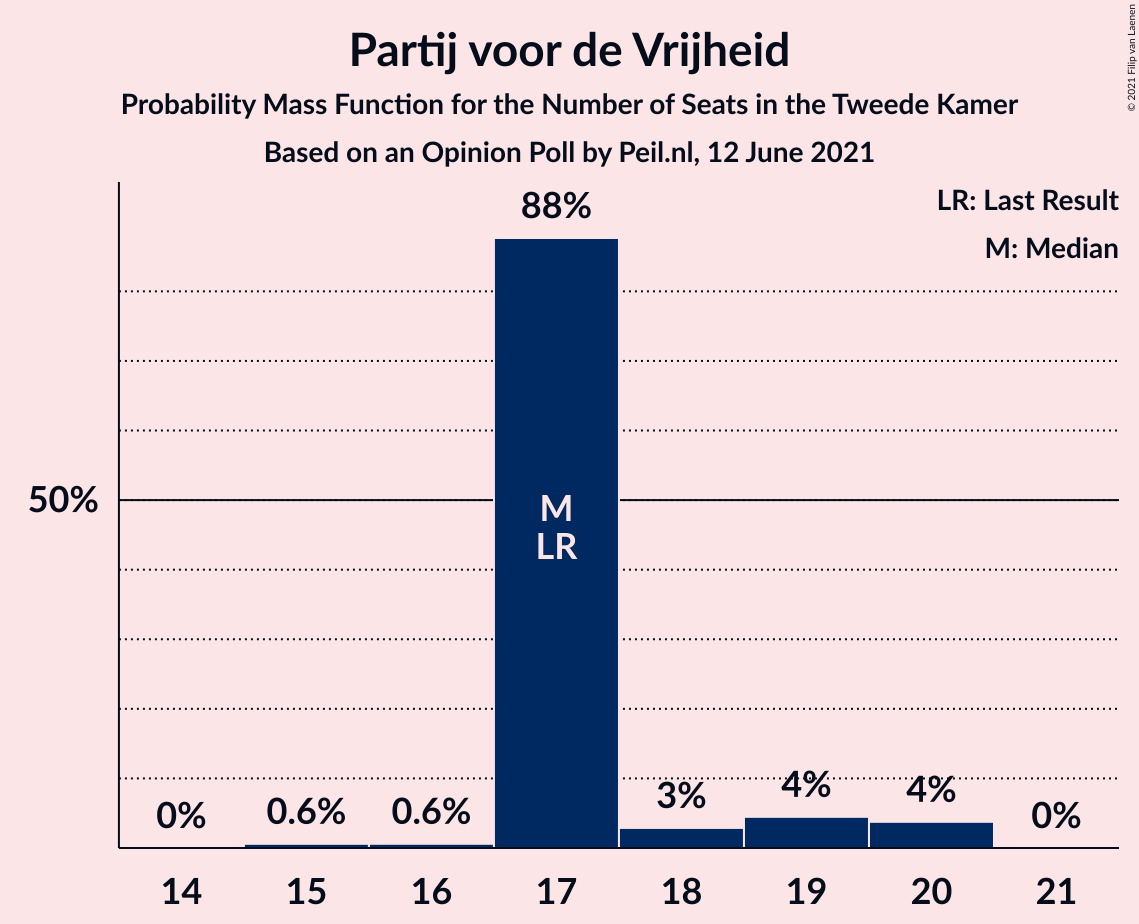 Partij voor de Vrijheid
Probability Mass Function for the Number of Seats in the Tweede Kamer
Based on an Opinion Poll by Peil.nl, 12 June 2021
© 2021 Filip van Laenen
LR: Last Result
M: Median
88%
50%
M
LR
0%
0.6%
0.6%
3%
4%
4%
0%
14 15 16 17 18 19 20 21